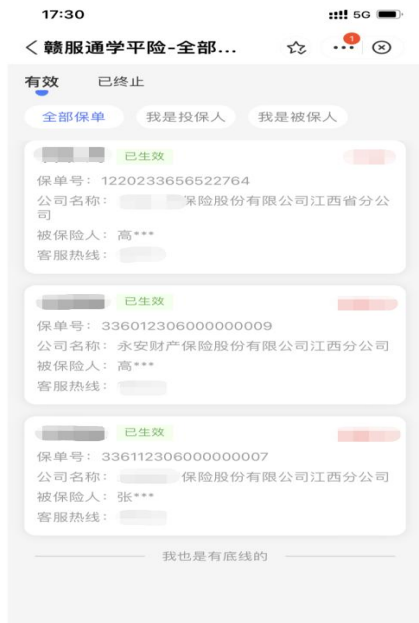 17:30
5G
赣服通学平险-全部...
1
有效 已终止
全部保单 我是投保人 我是被保人
已生效
保单号：1220233656522764
公司名称： 保险股份有限公司江西省分公
司
被保险人：高***
客服热线：
已生效
保单号：336012306000000009
公司名称：永安财产保险股份有限公司江西分公司
被保险人：高***
客服热线：
已生效
保单号：336112306000000007
公司名称： 保险股份有限公司江西分公司
被保险人：张***
客服热线：
我也是有底线的